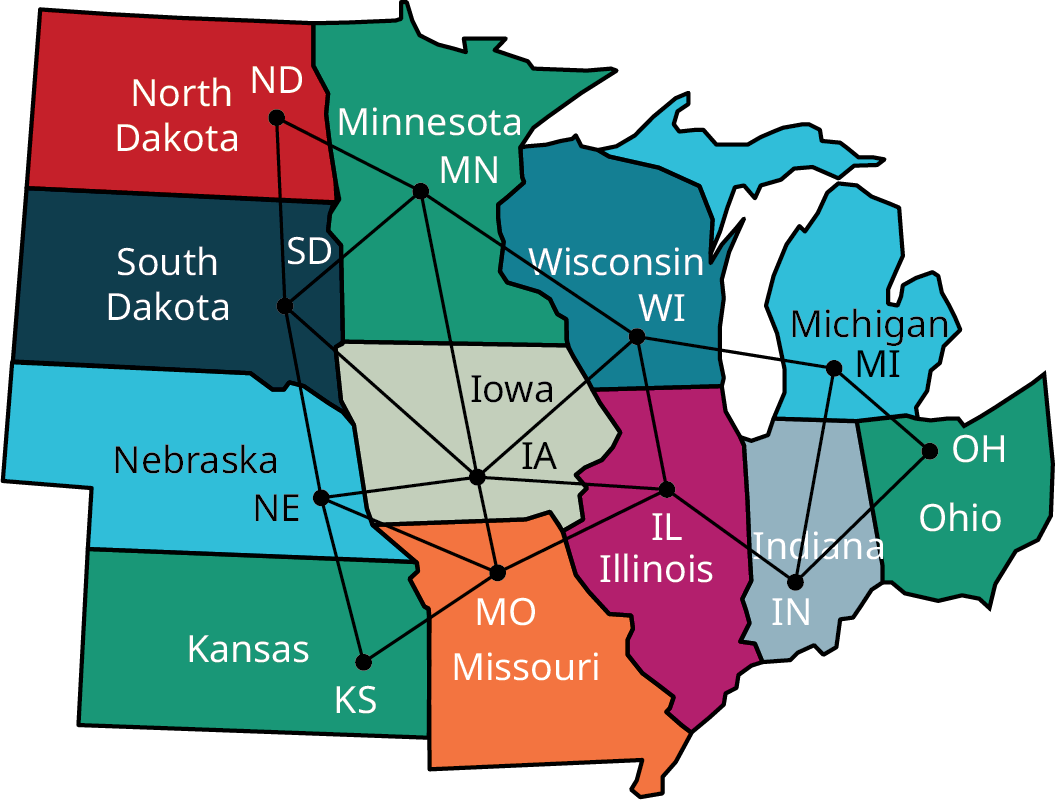 ND
North
Dakota
Minnesota
MN
SD
South
Dakota
Wisconsin
WI
Michigan
MI
Iowa
IA
Nebraska
NE
OH
Ohio
IL
Illinois
Indiana
IN
MO
Missouri
Kansas
KS